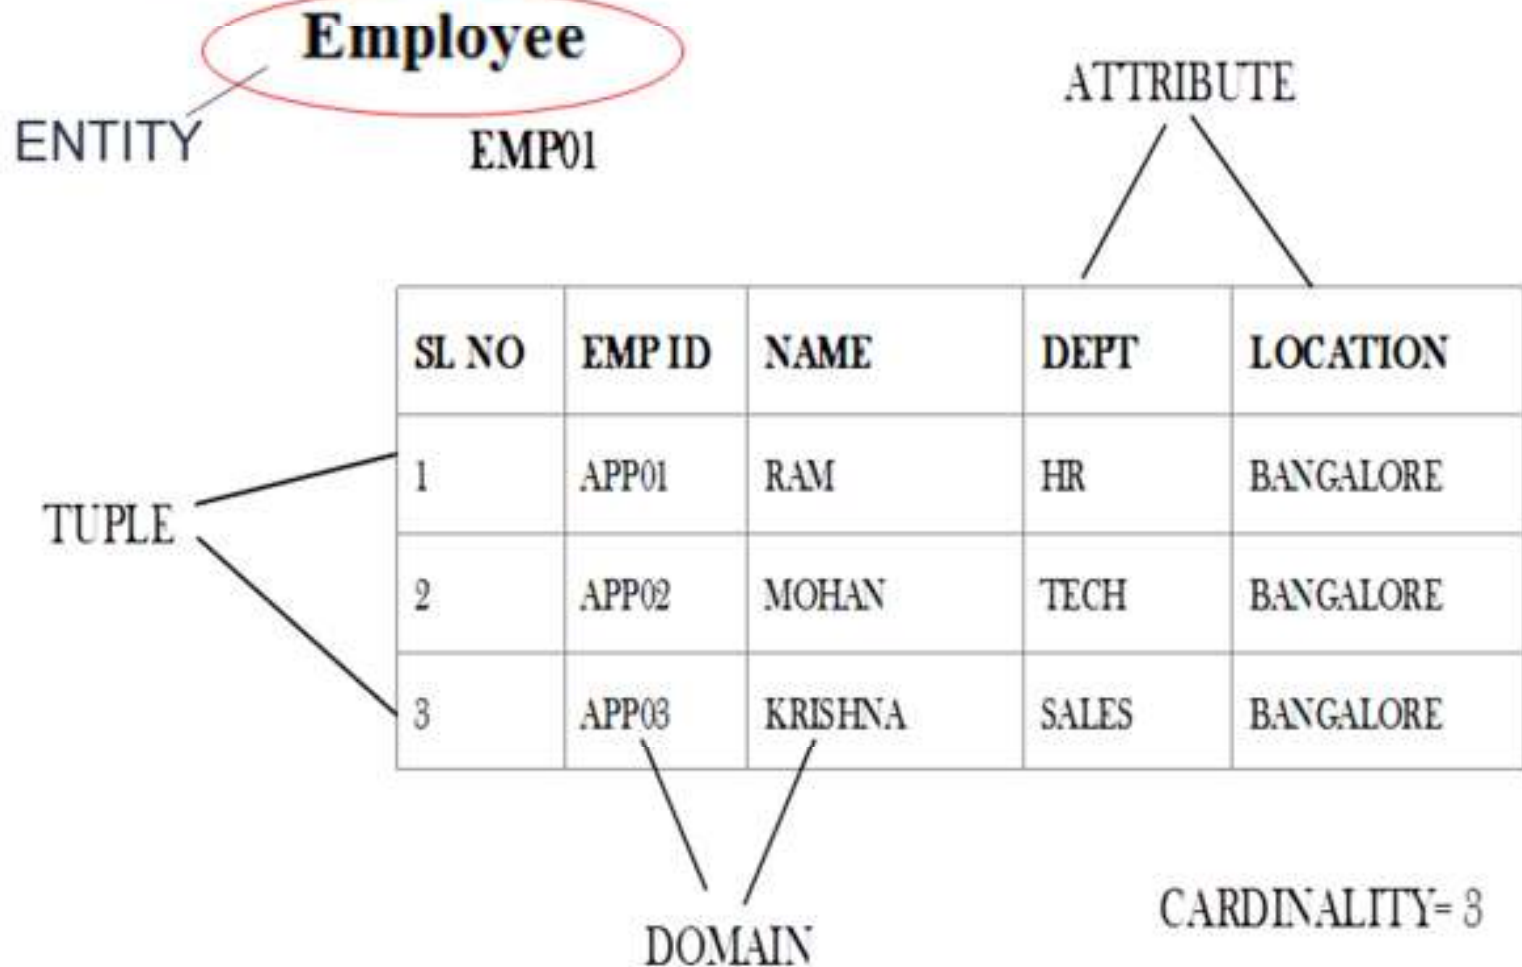 Employee
ENTITY
EMP01
ATTRIBUTE
SL NO EMP ID NAME DEPT LOCATION
1 APP01 RAM HR BANGALORE
TUPLE
2 APP02 MOHAN TECH BANGALORE
3 APP03 KRISHNA SALES BANGALORE
CARDINALITY= 3
DOMAIN